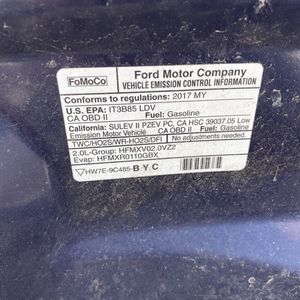 FoMoCo
Ford Motor Company
VEHICLE EMISSION CONTROL INFORMATION
Conforms to regulations: 2017 MY
U.S. EPA: IT3B85 LDV
CA OBD II Fuel: Gasoline
California: SULEV II PZEV PC, CA HSC 39037.05 Low
Emission Motor Vehicle CA OBD II Fuel: Gasoline
TWC/HO2S/WR-HO2S/DFI No adjustments needed.
2.0L-Group: HFMXV02.0VZ2
Evap: HFMXR0110GBX
HW7E-9C485-BYC